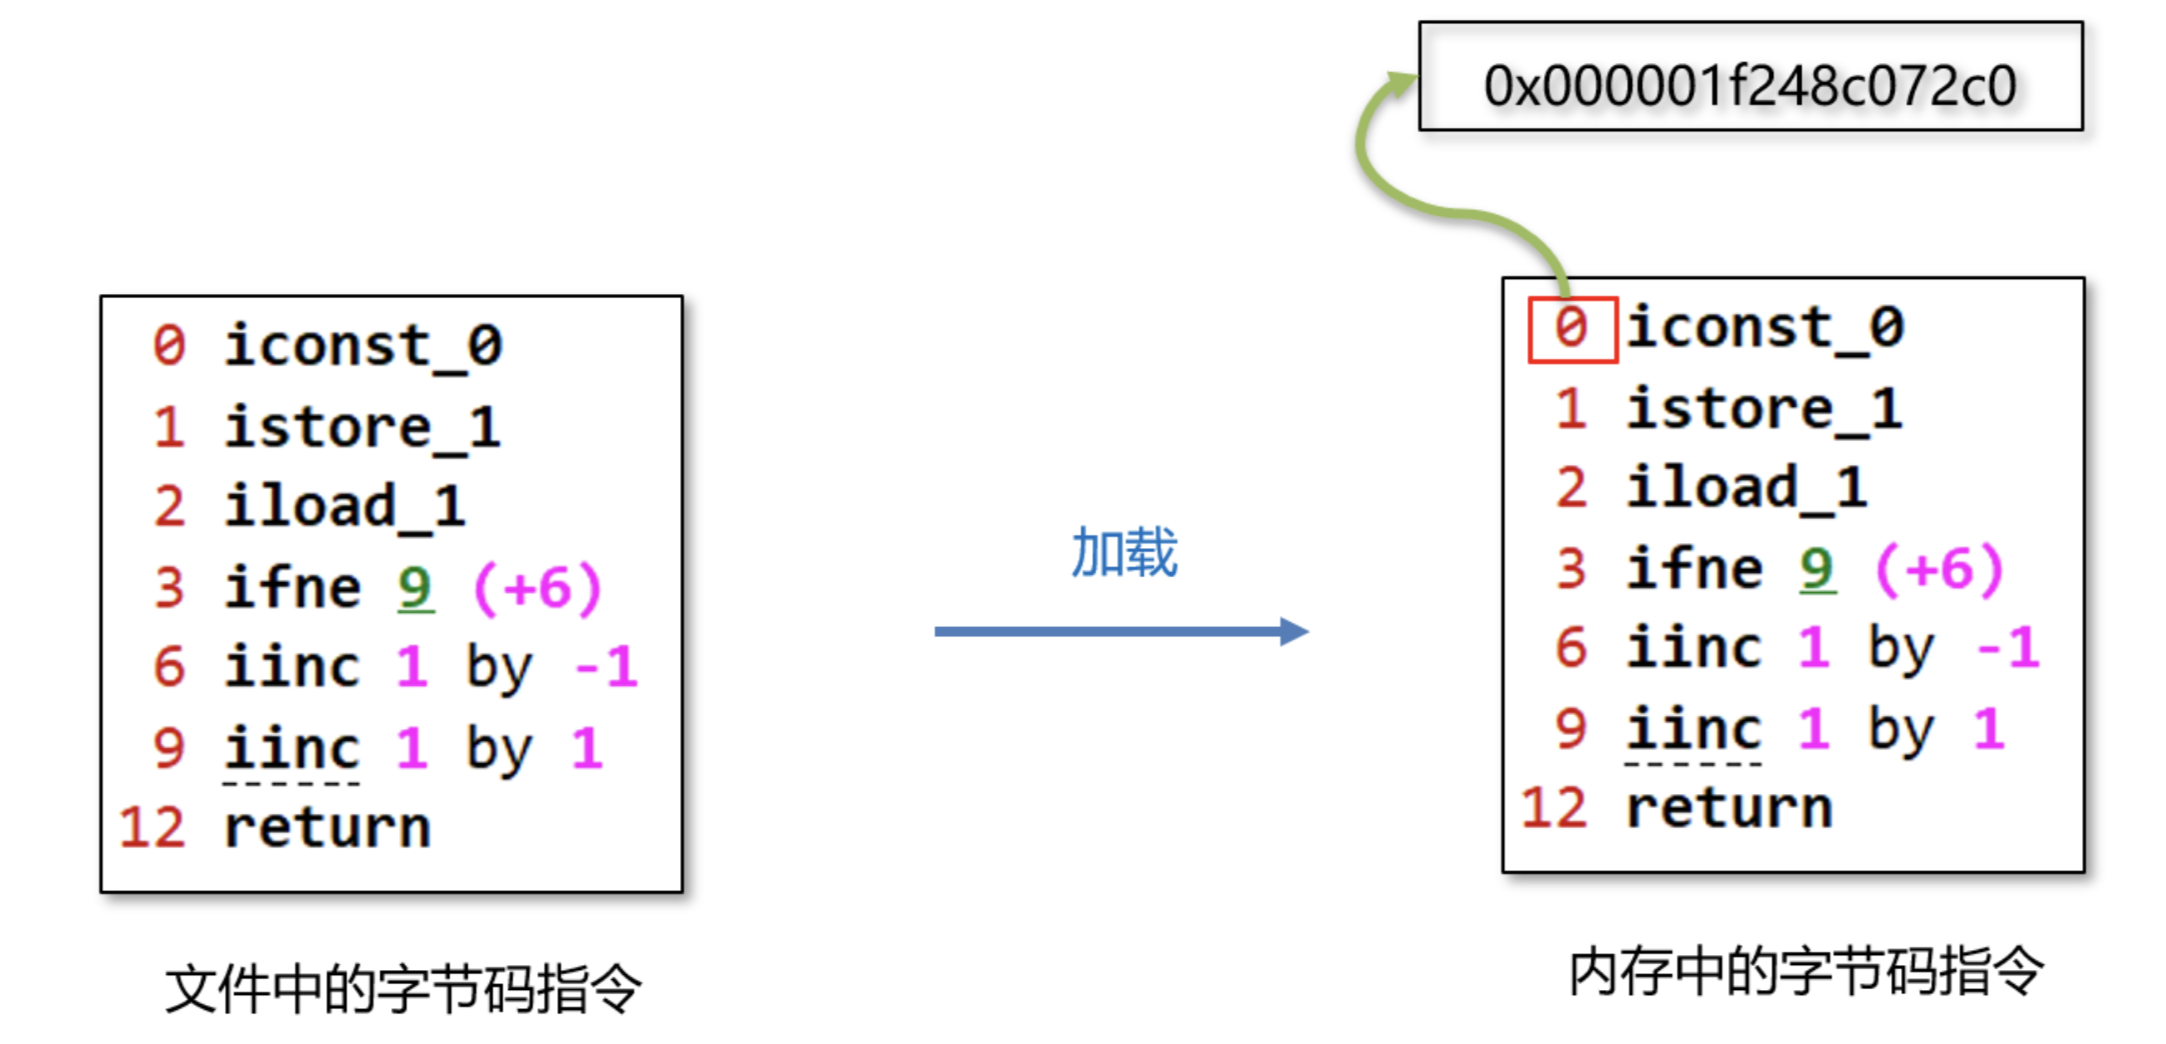 0x000001f248c072c0
0 iconst_0
1 istore_1
2 iload_1
3 ifne 9 (+6)
6 iinc 1 by -1
9 iinc 1 by 1
12 return
文件中的字节码指令
加载
0 iconst_0
1 istore_1
2 iload_1
3 ifne 9 (+6)
6 iinc 1 by -1
9 iinc 1 by 1
12 return
内存中的字节码指令